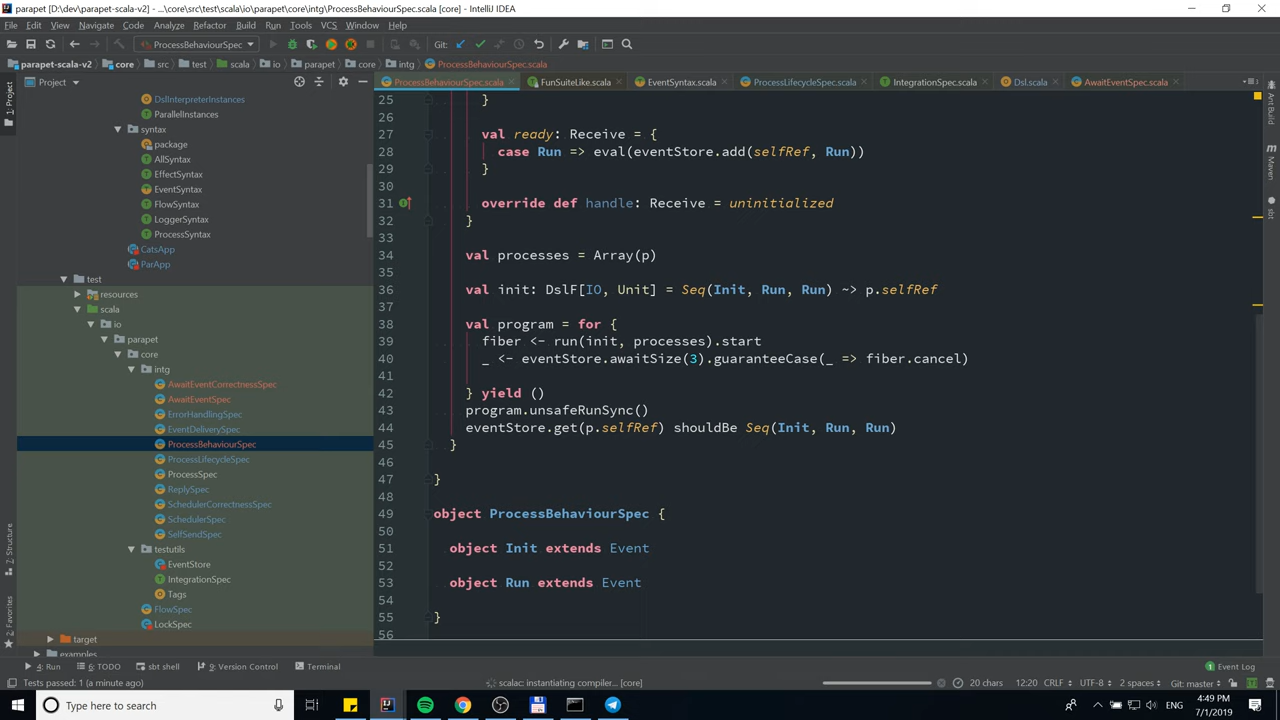 parapet [D:\dev\parapet-scala-v2] - ...\core\src\test\scala\io\parapet\core\intg\ProcessBehaviourSpec.scala [core] - IntelliJ IDEA
File Edit View Navigate Code Analyze Refactor Build Run Tools VCS Window Help
ProcessBehaviourSpec Git:
parapet-scala-v2 core src test scala io parapet core intg ProcessBehaviourSpec.scala
Project
ProcessBehaviourSpec.scala FunSuiteLike.scala EventSyntax.scala ProcessLifecycleSpec.scala IntegrationSpec.scala Dsl.scala AwaitEventSpec.scala
1: Project
7: Structure
2: Favorites
Ant Build
Maven
sbt
DslInterpreterInstances
ParallelInstances
syntax
package
AllSyntax
EffectSyntax
EventSyntax
FlowSyntax
LoggerSyntax
ProcessSyntax
CatsApp
ParApp
test
resources
scala
io
parapet
core
intg
AwaitEventCorrectnessSpec
AwaitEventSpec
ErrorHandlingSpec
EventDeliverySpec
ProcessBehaviourSpec
ProcessLifecycleSpec
ProcessSpec
ReplySpec
SchedulerCorrectnessSpec
SchedulerSpec
SelfSendSpec
testutils
EventStore
IntegrationSpec
Tags
FlowSpec
LockSpec
target
examples
25 }
26
27 val ready: Receive = {
28 case Run => eval(eventStore.add(selfRef, Run))
29 }
30
31 override def handle: Receive = uninitialized
32 }
33
34 val processes = Array(p)
35
36 val init: DslF[IO, Unit] = Seq(Init, Run, Run) ~> p.selfRef
37
38 val program = for {
39 fiber <- run(init, processes).start
40 _ <- eventStore.awaitSize(3).guaranteeCase(_ => fiber.cancel)
41
42 } yield ()
43 program.unsafeRunSync()
44 eventStore.get(p.selfRef) shouldBe Seq(Init, Run, Run)
45 }
46
47 }
48
49 object ProcessBehaviourSpec {
50
51 object Init extends Event
52
53 object Run extends Event
54
55 }
56
4: Run 6: TODO sbt shell 9: Version Control Terminal Event Log
Tests passed: 1 (a minute ago) scalac: instantiating compiler... [core] 20 chars 12:20 CRLF UTF-8 2 spaces Git: master
Type here to search ENG 4:49 PM
7/1/2019